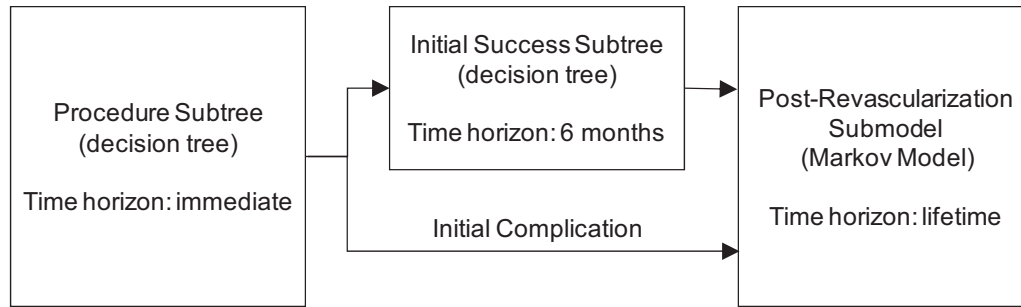 Procedure Subtree
(decision tree)
Time horizon: immediate
Initial Success Subtree
(decision tree)
Time horizon: 6 months
Initial Complication
Post-Revascularization
Submodel
(Markov Model)
Time horizon: lifetime